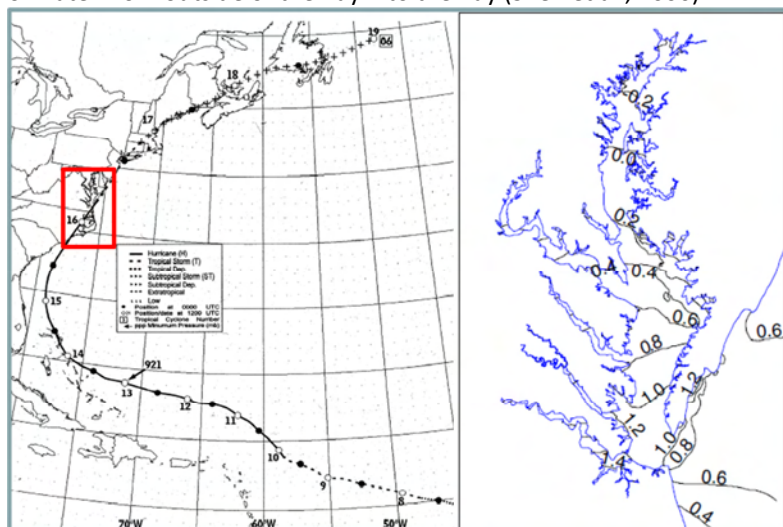 19
06
18
17
16
Hurricane (H)
Tropical Storm (T)
Tropical Dep.
Subtropical Storm (ST)
Subtropical Dep.
Extratropical
Low
Position at 0000 UTC
Position/date at 1200 UTC
Tropical Cyclone Number
ppp Minumum Pressure (mb)
15
14
921
13
12
11
10
9
8
70°W
60°W
50°W
-0.2
0.0
0.2
0.4
0.4
0.6
0.6
0.8
1.2
1.0
1.2
1.0
0.8
1.4
0.6
0.4